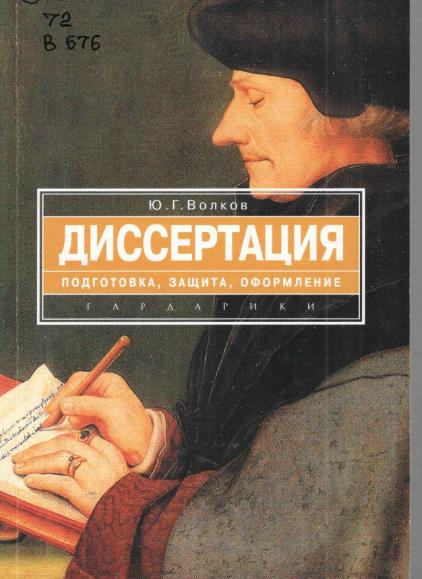 72
В 676
Ю.Г.Волков
ДИССЕРТАЦИЯ
ПОДГОТОВКА, ЗАЩИТА, ОФОРМЛЕНИЕ
ГАРДАРИКИ